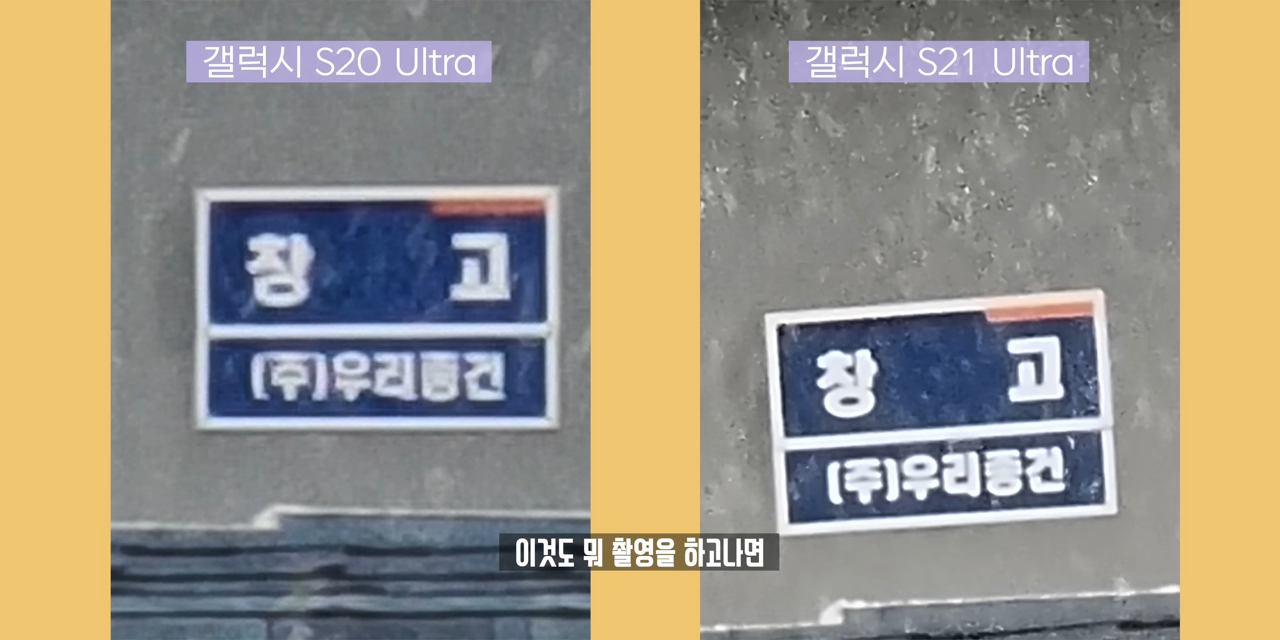 갤럭시 S20 Ultra
창 고
(주)우리종건
갤럭시 S21 Ultra
창 고
(주)우리종건
이것도 뭐 촬영을 하고나면